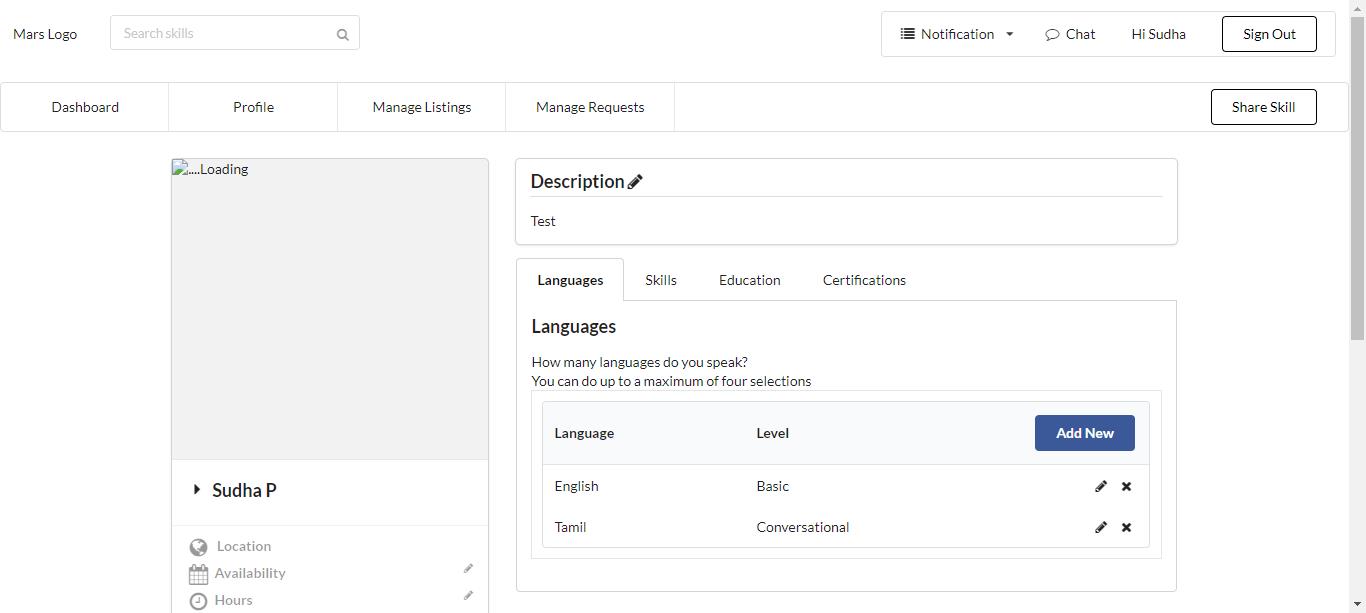 Mars Logo
Search skills
Notification
Chat
Hi Sudha
Sign Out
Dashboard
Profile
Manage Listings
Manage Requests
Share Skill
....Loading
Sudha P
Location
Availability
Hours
Description
Test
Languages
Skills
Education
Certifications
Languages
How many languages do you speak?
You can do up to a maximum of four selections
Language
Level
Add New
English
Basic
Tamil
Conversational